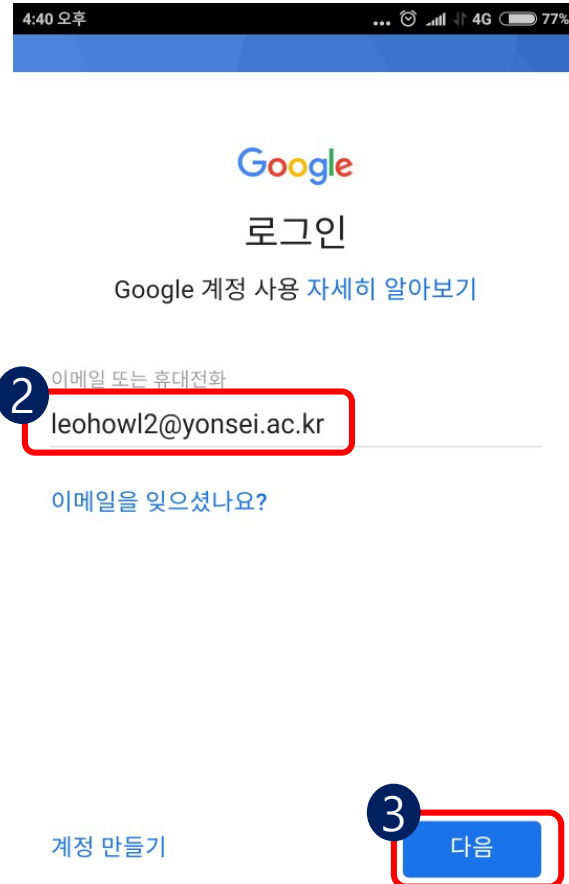 4:40 오후 ... 4G 77%
Google
로그인
Google 계정 사용 자세히 알아보기
이메일 또는 휴대전화
2
leohowl2@yonsei.ac.kr
이메일을 잊으셨나요?
3
계정 만들기 다음